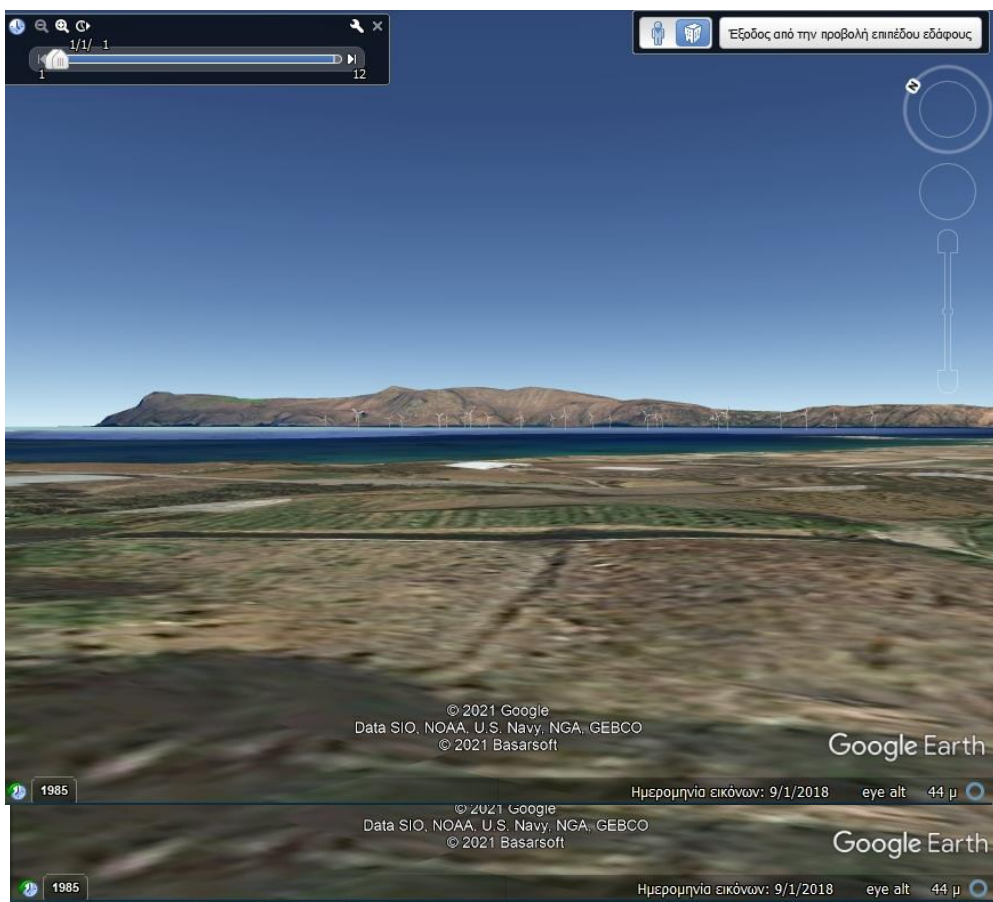 1/1/ 1
1
12
Έξοδος από την προβολή επιπέδου εδάφους
N
© 2021 Google
Data SIO, NOAA, U.S. Navy, NGA, GEBCO
© 2021 Basarsoft
Google Earth
1985
Ημερομηνία εικόνων: 9/1/2018 eye alt 44 μ
© 2021 Google
Data SIO, NOAA, U.S. Navy, NGA, GEBCO
© 2021 Basarsoft
Google Earth
1985
Ημερομηνία εικόνων: 9/1/2018 eye alt 44 μ